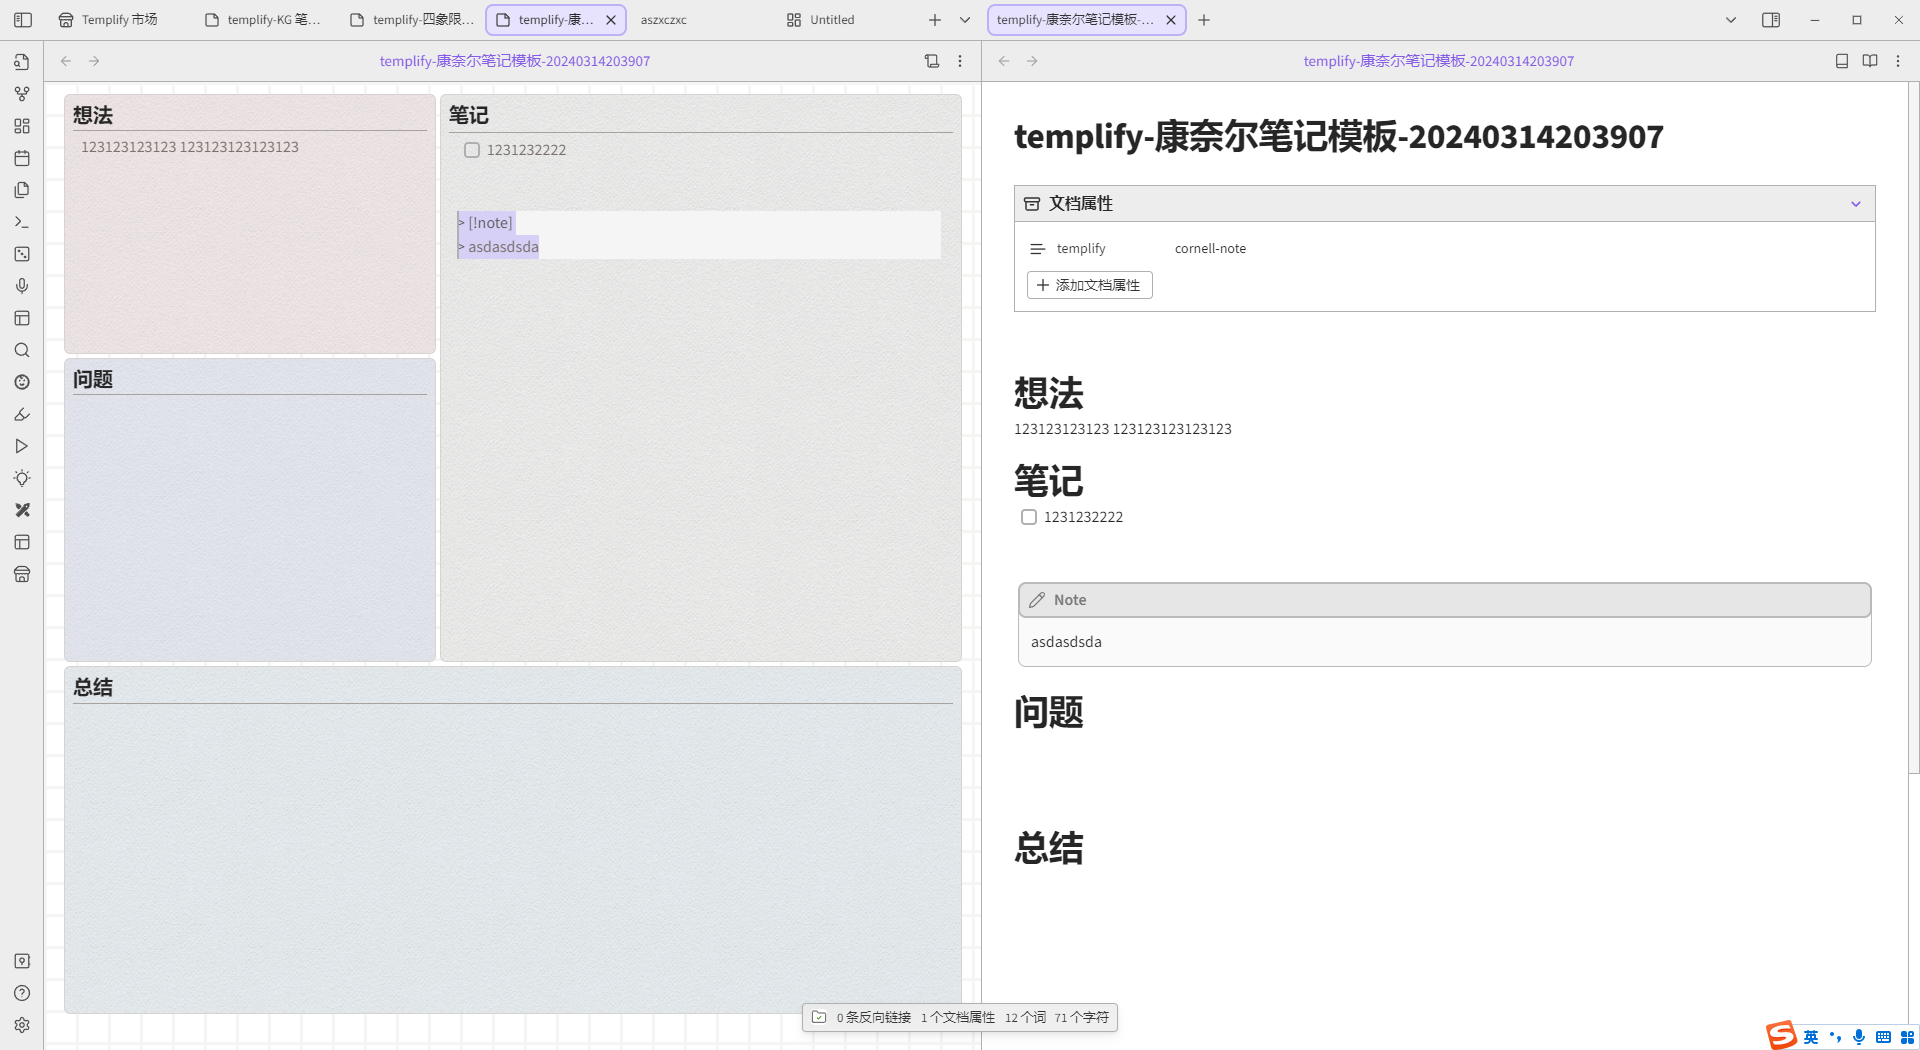 Templify 市场
templify-KG 笔...
templify-四象限...
templify-康...
aszxczxc
Untitled
templify-康奈尔笔记模板-...
templify-康奈尔笔记模板-20240314203907
想法
123123123123 123123123123123
问题
笔记
1231232222
> [!note]
> asdasdsda
总结
templify-康奈尔笔记模板-20240314203907
templify-康奈尔笔记模板-20240314203907
文档属性
templify cornell-note
添加文档属性
想法
123123123123 123123123123123
笔记
1231232222
Note
asdasdsda
问题
总结
0 条反向链接 1 个文档属性 12 个词 71 个字符
英